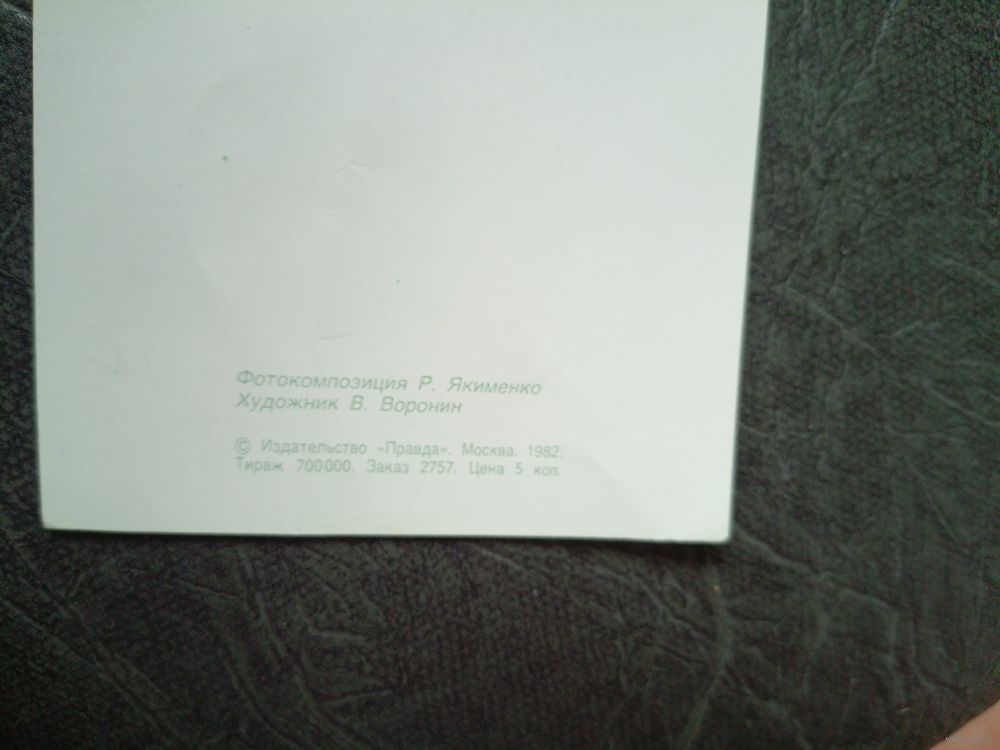 Фотокомпозиция Р. Якименко
Художник В. Воронин
© Издательство «Правда». Москва. 1982.
Тираж 700000. Заказ 2757. Цена 5 коп.